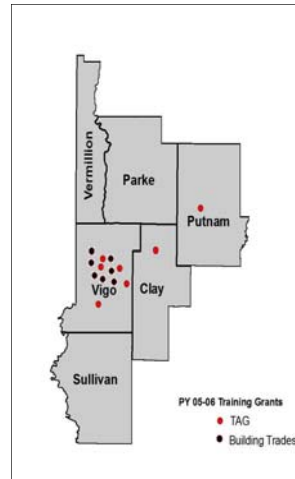 Vermillion
Parke
Putnam
Vigo
Clay
Sullivan
PY 05-06 Training Grants
TAG
Building Trades